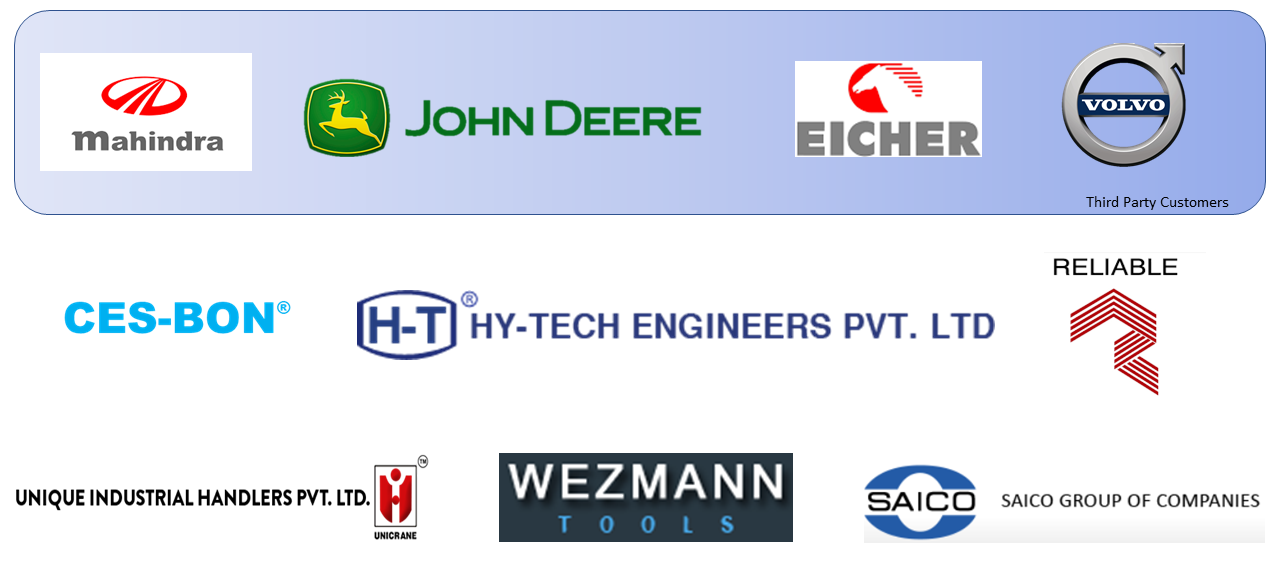 mahindra
JOHN DEERE
EICHER
VOLVO
Third Party Customers
CES-BON®
H-T® HY-TECH ENGINEERS PVT. LTD
RELIABLE
UNIQUE INDUSTRIAL HANDLERS PVT. LTD.
TM
UNICRANE
WEZMANN
TOOLS
SAICO
SAICO GROUP OF COMPANIES